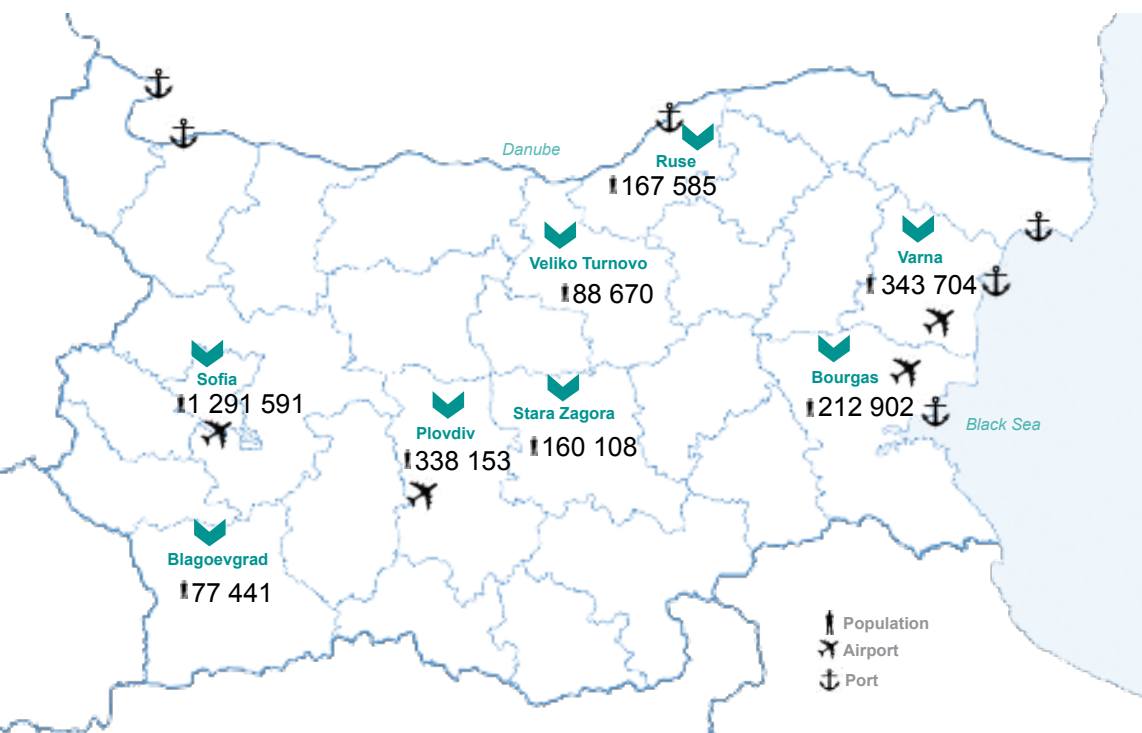 Danube
Ruse
167 585
Veliko Turnovo
88 670
Varna
343 704
Sofia
1 291 591
Bourgas
212 902
Plovdiv
338 153
Stara Zagora
160 108
Black Sea
Blagoevgrad
77 441
Population
Airport
Port